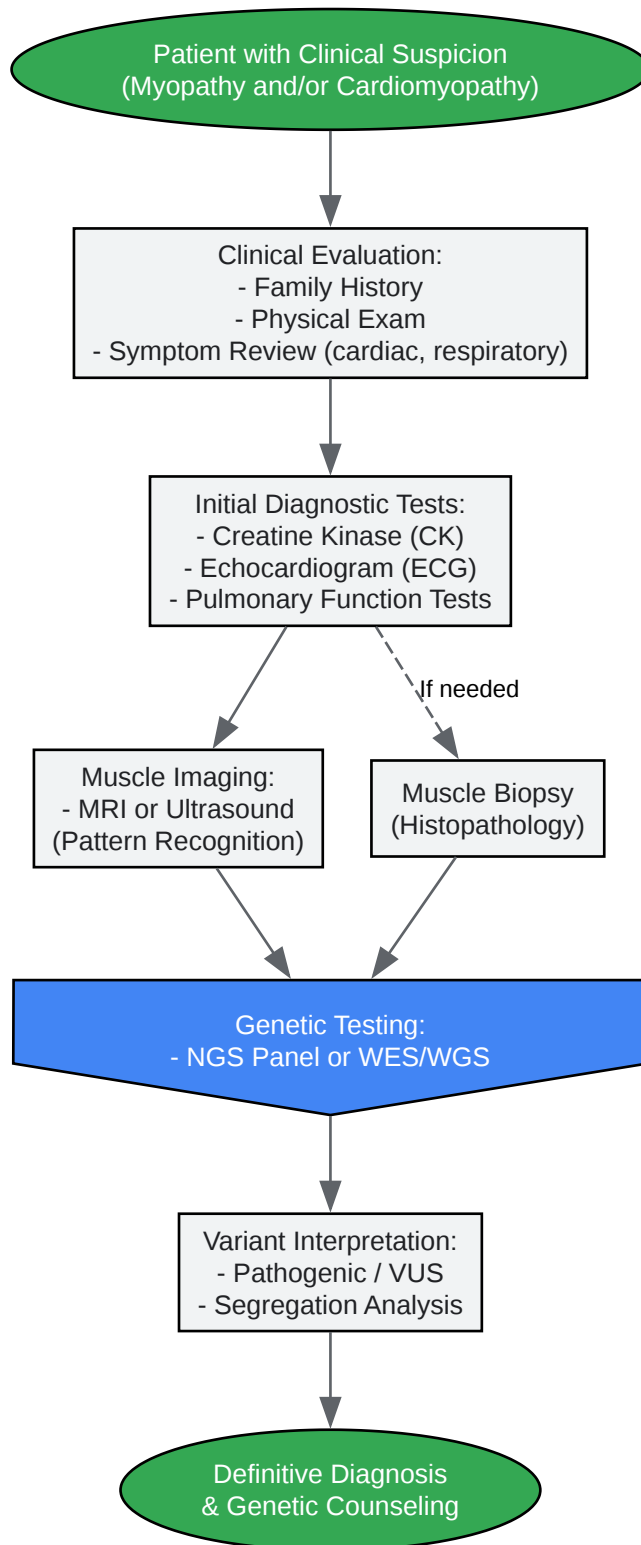 Patient with Clinical Suspicion
(Myopathy and/or Cardiomyopathy)
Clinical Evaluation:
- Family History
- Physical Exam
- Symptom Review (cardiac, respiratory)
Initial Diagnostic Tests:
- Creatine Kinase (CK)
- Echocardiogram (ECG)
- Pulmonary Function Tests
If needed
Muscle Imaging:
- MRI or Ultrasound
(Pattern Recognition)
Muscle Biopsy
(Histopathology)
Genetic Testing:
- NGS Panel or WES/WGS
Variant Interpretation:
- Pathogenic / VUS
- Segregation Analysis
Definitive Diagnosis
& Genetic Counseling